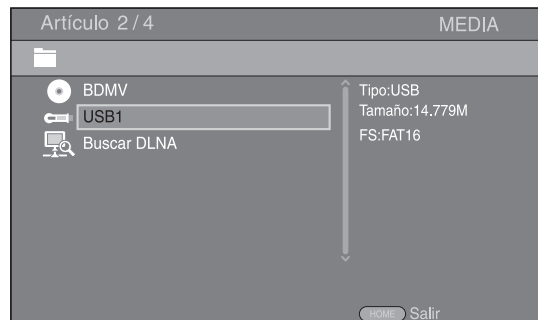 Artículo 2/4
MEDIA
BDMV
USB1
Buscar DLNA
Tipo:USB
Tamaño:14.779M
FS:FAT16
HOME Salir